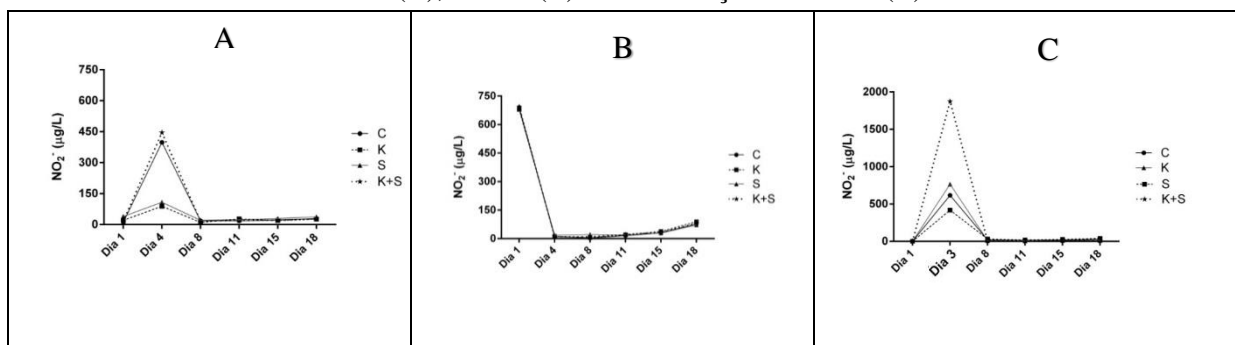 A
750
600
450
300
150
0
NO₂⁻ (µg/L)
Dia 1
Dia 4
Dia 8
Dia 11
Dia 15
Dia 18
C
K
S
K+S
B
750
600
450
300
150
0
NO₂⁻ (µg/L)
Dia 1
Dia 4
Dia 8
Dia 11
Dia 15
Dia 18
C
K
S
K+S
C
2000
1500
1000
500
0
NO₂⁻ (µg/L)
Dia 1
Dia 3
Dia 8
Dia 11
Dia 15
Dia 18
C
K
S
K+S